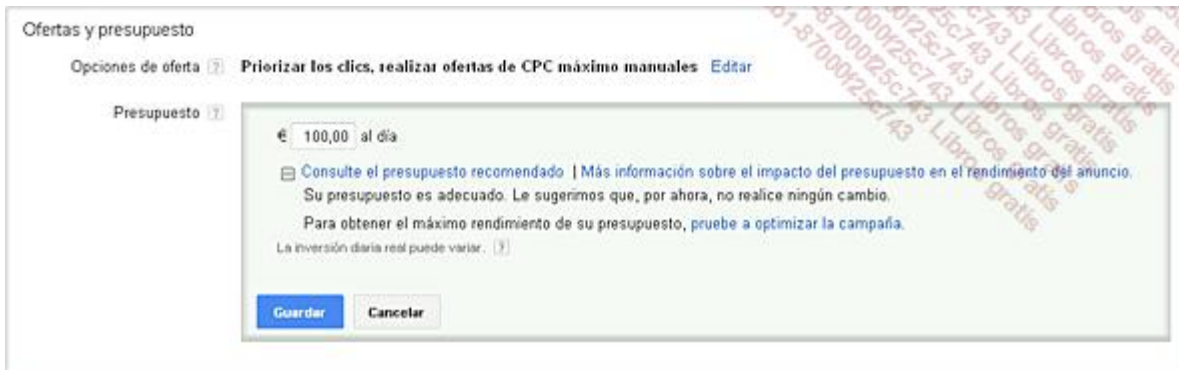 Ofertas y presupuesto
Opciones de oferta ? Priorizar los clics, realizar ofertas de CPC máximo manuales Editar
Presupuesto ?
€ 100,00 al día
Consulte el presupuesto recomendado | Más información sobre el impacto del presupuesto en el rendimiento del anuncio.
Su presupuesto es adecuado. Le sugerimos que, por ahora, no realice ningún cambio.
Para obtener el máximo rendimiento de su presupuesto, pruebe a optimizar la campaña.
La inversión diaria real puede variar. ?
Guardar Cancelar
Libros gratis